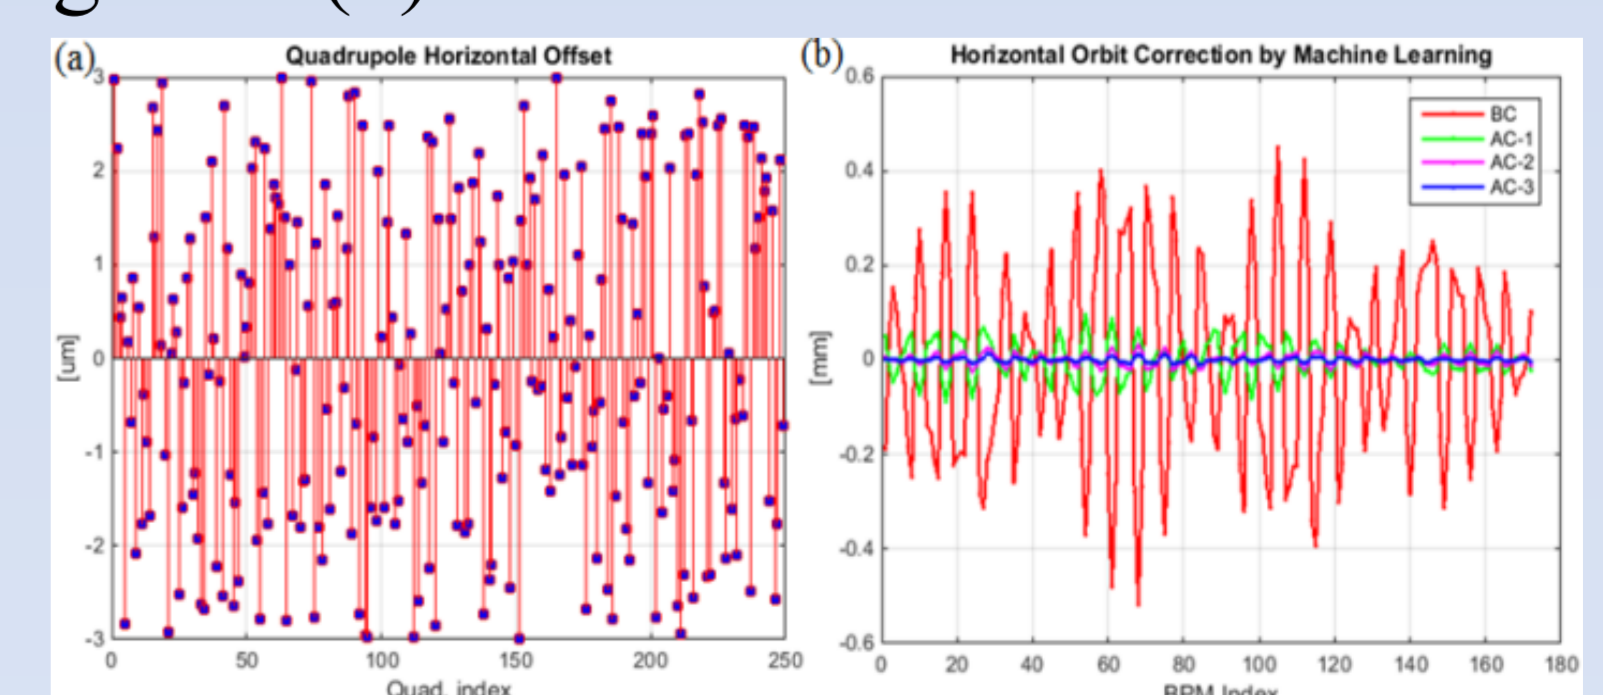 (a)
Quadrupole Horizontal Offset
3
2
1
0
-1
-2
-3
[um]
0 50 100 150 200 250
Quad. index
(b)
Horizontal Orbit Correction by Machine Learning
0.6
0.4
0.2
0
-0.2
-0.4
-0.6
[mm]
BC
AC-1
AC-2
AC-3
0 20 40 60 80 100 120 140 160 180
BPM Index